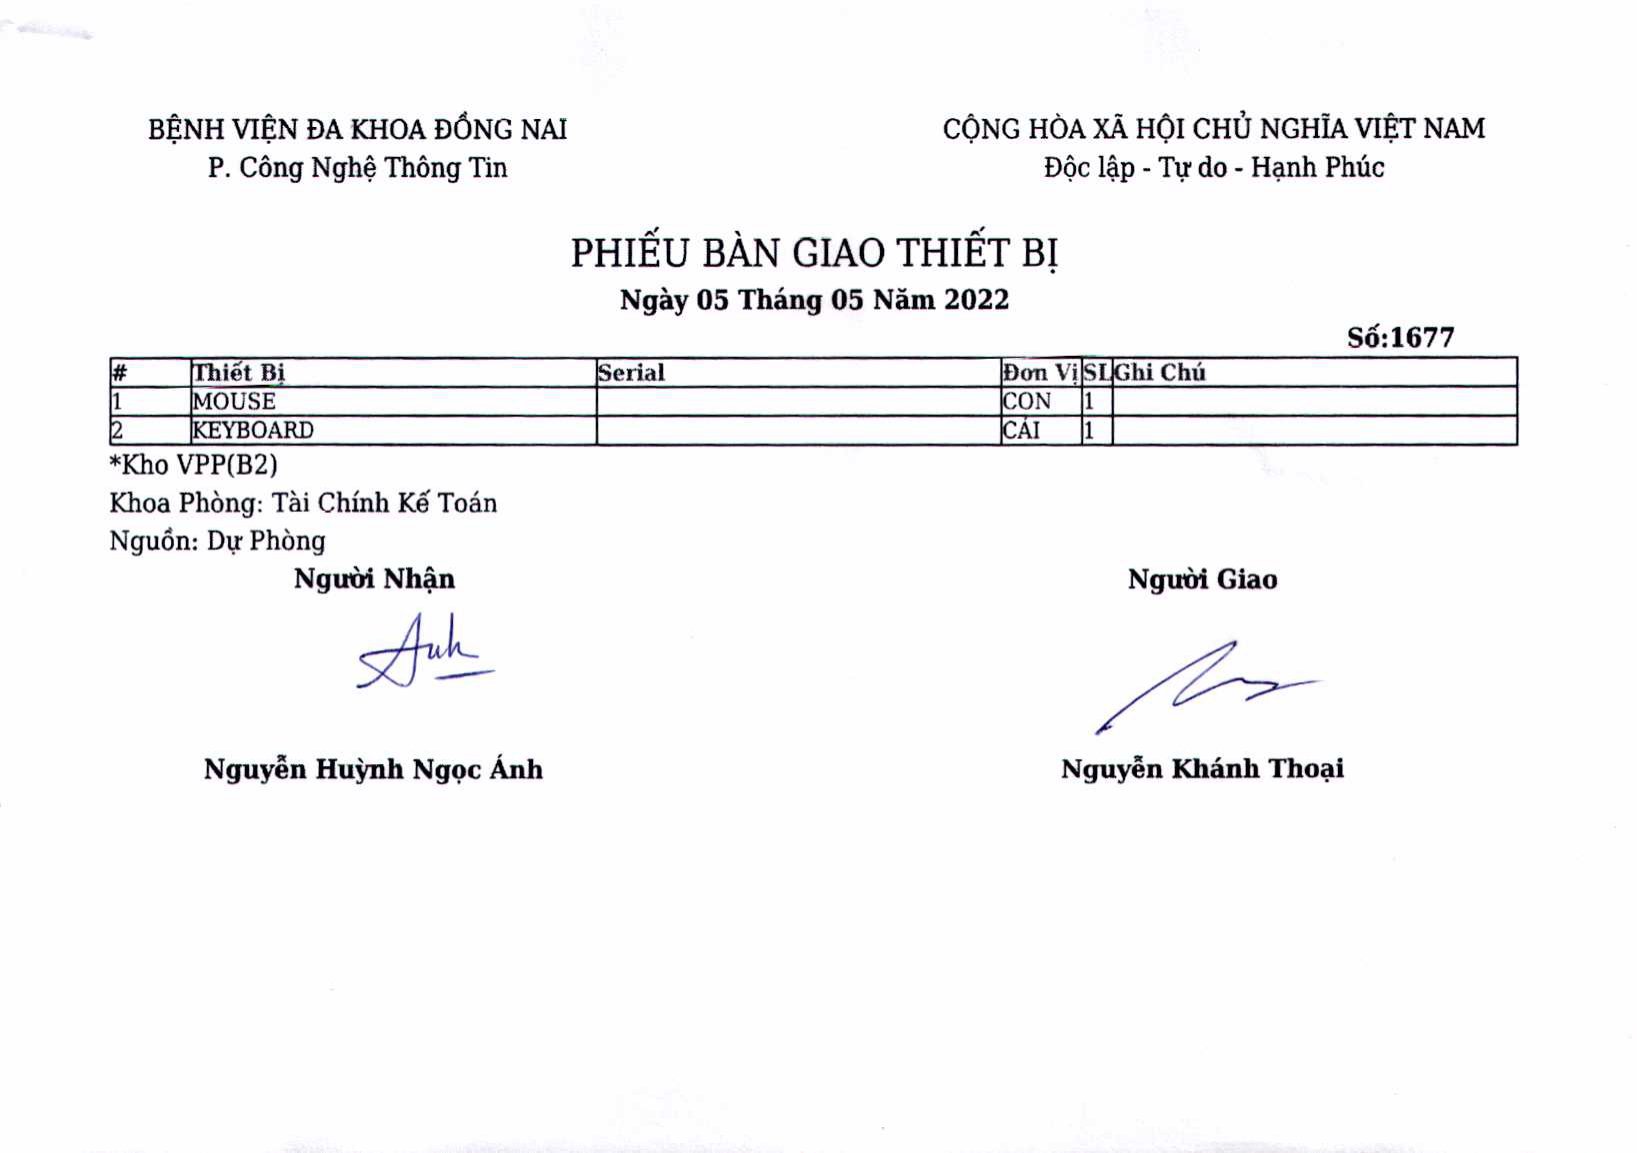 BỆNH VIỆN ĐA KHOA ĐỒNG NAI
P. Công Nghệ Thông Tin
CỘNG HÒA XÃ HỘI CHỦ NGHĨA VIỆT NAM
Độc lập - Tự do - Hạnh Phúc
PHIẾU BÀN GIAO THIẾT BỊ
Ngày 05 Tháng 05 Năm 2022
Số:1677
# Thiết Bị Serial Đơn Vị SL Ghi Chú
1 MOUSE CON 1
2 KEYBOARD CÁI 1
*Kho VPP(B2)
Khoa Phòng: Tài Chính Kế Toán
Nguồn: Dự Phòng
Người Nhận Người Giao
Anh
Nguyễn Huỳnh Ngọc Ánh Nguyễn Khánh Thoại